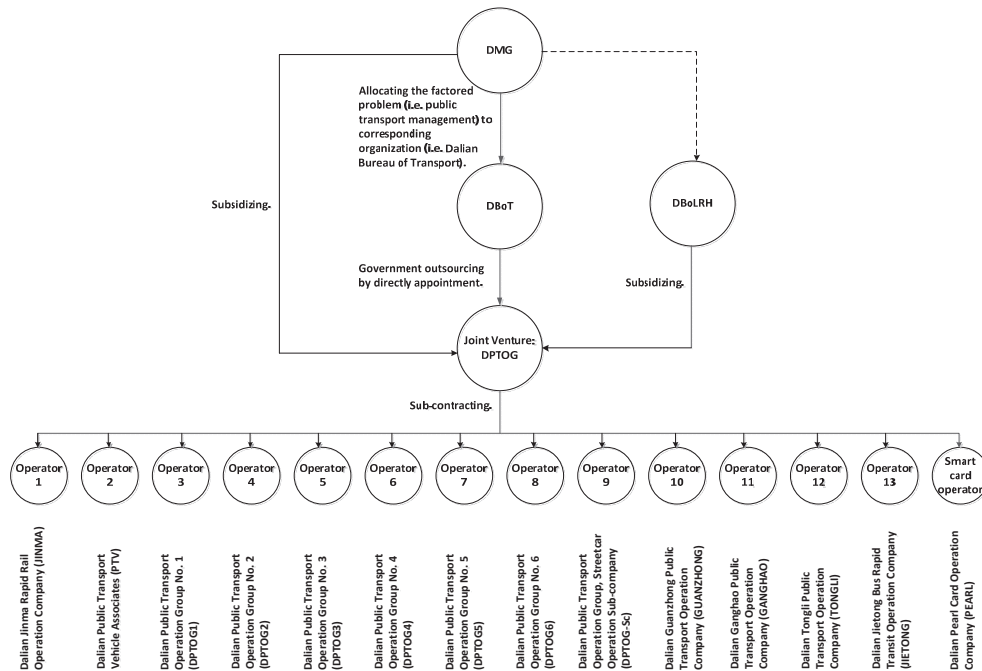 DMG
Allocating the factored
problem (i.e. public
transport management) to
corresponding
organization (i.e. Dalian
Bureau of Transport).
Subsidizing.
DBoT
DBoLRH
Government outsourcing
by directly appointment.
Subsidizing.
Joint Venture:
DPTOG
Sub-contracting.
Operator
1
Operator
2
Operator
3
Operator
4
Operator
5
Operator
6
Operator
7
Operator
8
Operator
9
Operator
10
Operator
11
Operator
12
Operator
13
Smart
card
operator
Dalian Jinma Rapid Rail
Operation Company (JINMA)
Dalian Public Transport
Vehicle Associates (PTV)
Dalian Public Transport
Operation Group No. 1
(DPTOG1)
Dalian Public Transport
Operation Group No. 2
(DPTOG2)
Dalian Public Transport
Operation Group No. 3
(DPTOG3)
Dalian Public Transport
Operation Group No. 4
(DPTOG4)
Dalian Public Transport
Operation Group No. 5
(DPTOG5)
Dalian Public Transport
Operation Group No. 6
(DPTOG6)
Dalian Public Transport
Operation Group, Streetcar
Operation Sub-company
(DPTOG-Sc)
Dalian Guanzhong Public
Transport Operation
Company (GUANZHONG)
Dalian Ganghao Public
Transport Operation
Company (GANGHAO)
Dalian Tongli Public
Transport Operation
Company (TONGLI)
Dalian Jietong Bus Rapid
Transit Operation Company
(JIETONG)
Dalian Pearl Card Operation
Company (PEARL)